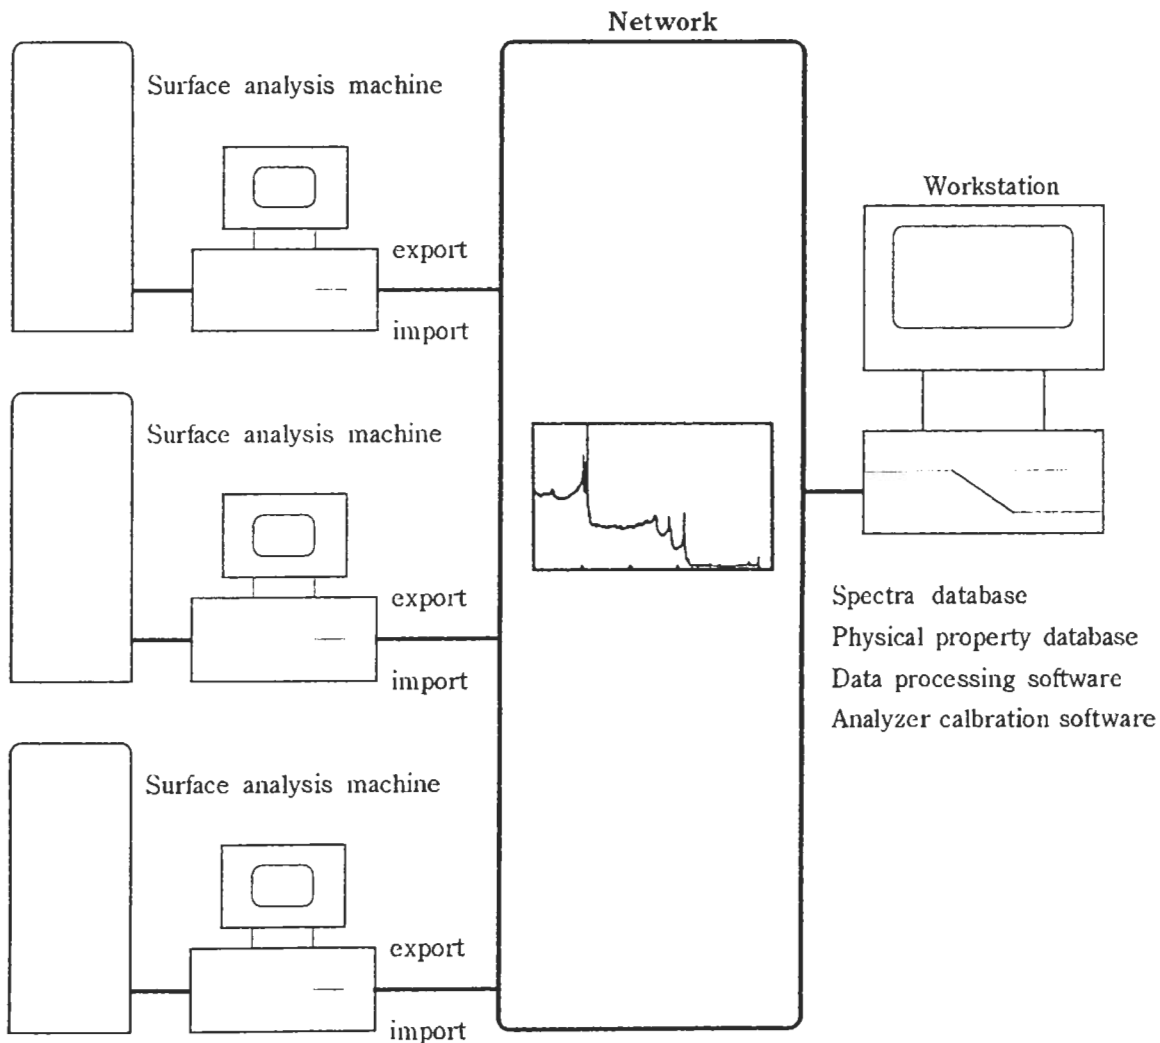 Network
Surface analysis machine
export
import
Surface analysis machine
export
import
Surface analysis machine
export
import
Workstation
Spectra database
Physical property database
Data processing software
Analyzer calbration software